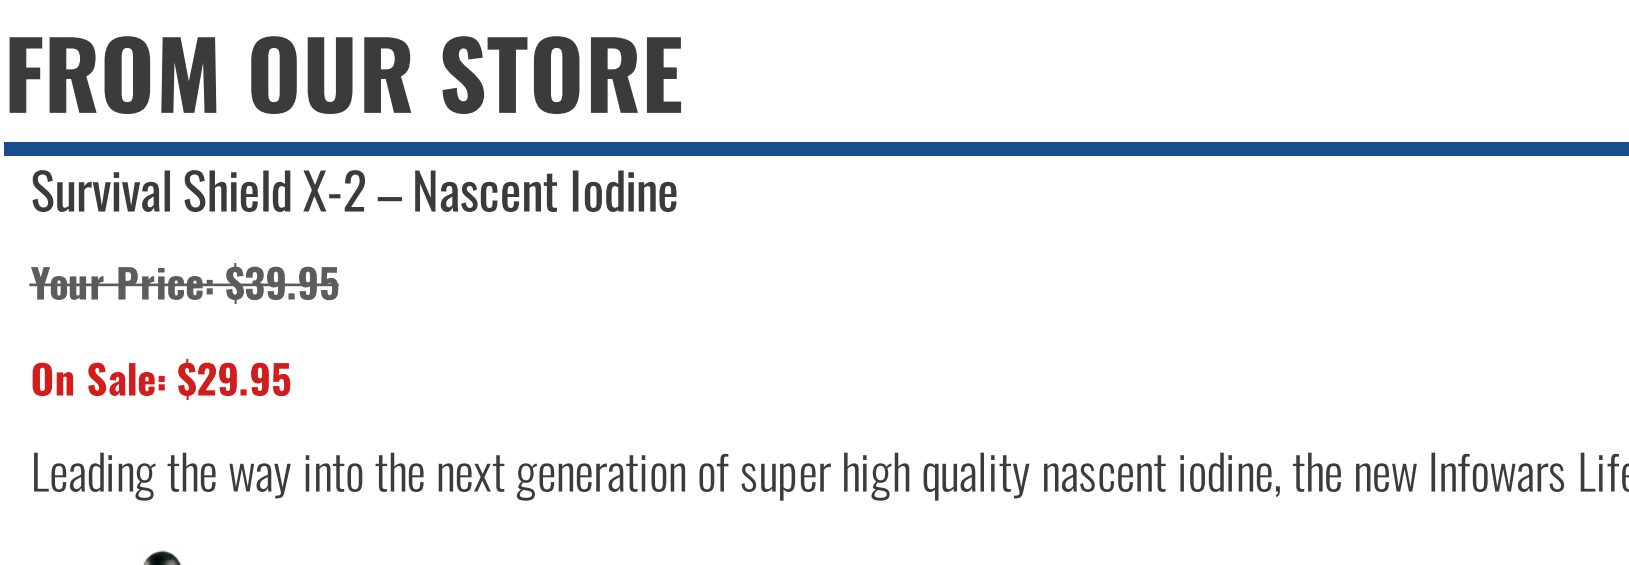 FROM OUR STORE
Survival Shield X-2 – Nascent Iodine
Your Price: $39.95
On Sale: $29.95
Leading the way into the next generation of super high quality nascent iodine, the new Infowars Life